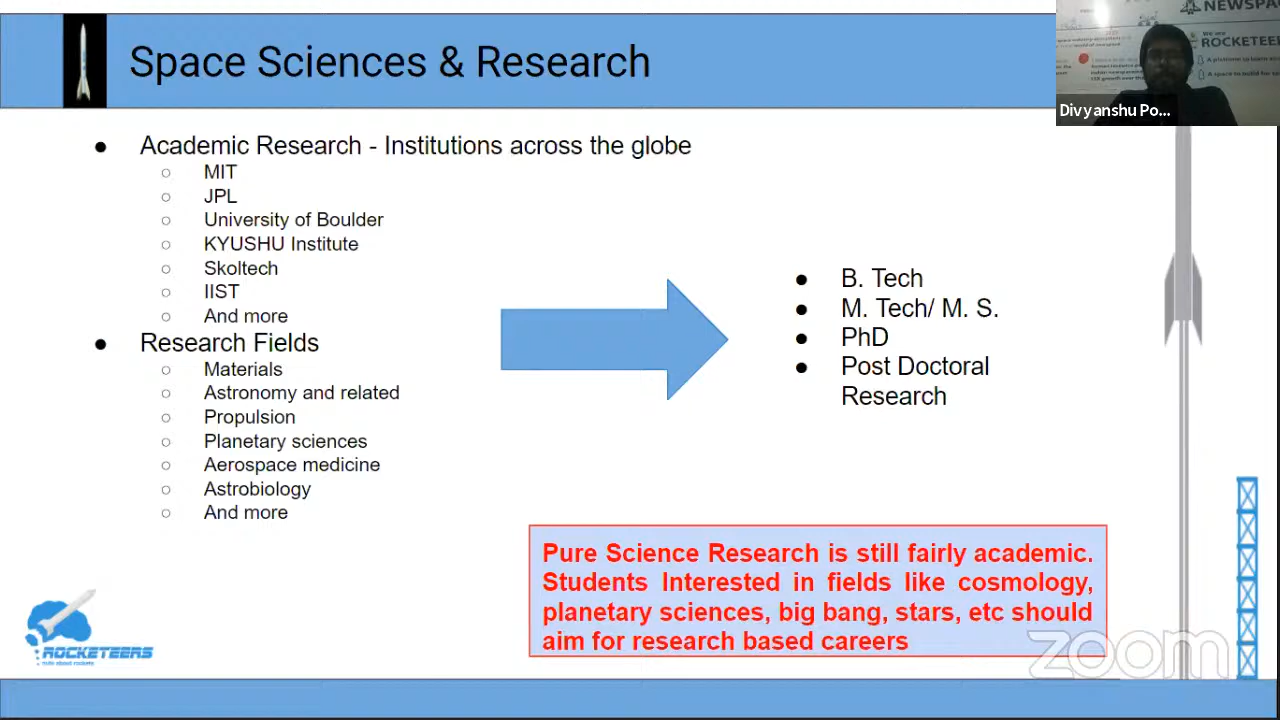 Space Sciences & Research
NEWSPA
We are
ROCKETEERS
Divyanshu Po...
● Academic Research - Institutions across the globe
○ MIT
○ JPL
○ University of Boulder
○ KYUSHU Institute
○ Skoltech
○ IIST
○ And more
● Research Fields
○ Materials
○ Astronomy and related
○ Propulsion
○ Planetary sciences
○ Aerospace medicine
○ Astrobiology
○ And more
● B. Tech
● M. Tech/ M. S.
● PhD
● Post Doctoral
Research
Pure Science Research is still fairly academic.
Students Interested in fields like cosmology,
planetary sciences, big bang, stars, etc should
aim for research based careers
ROCKETEERS
zoom